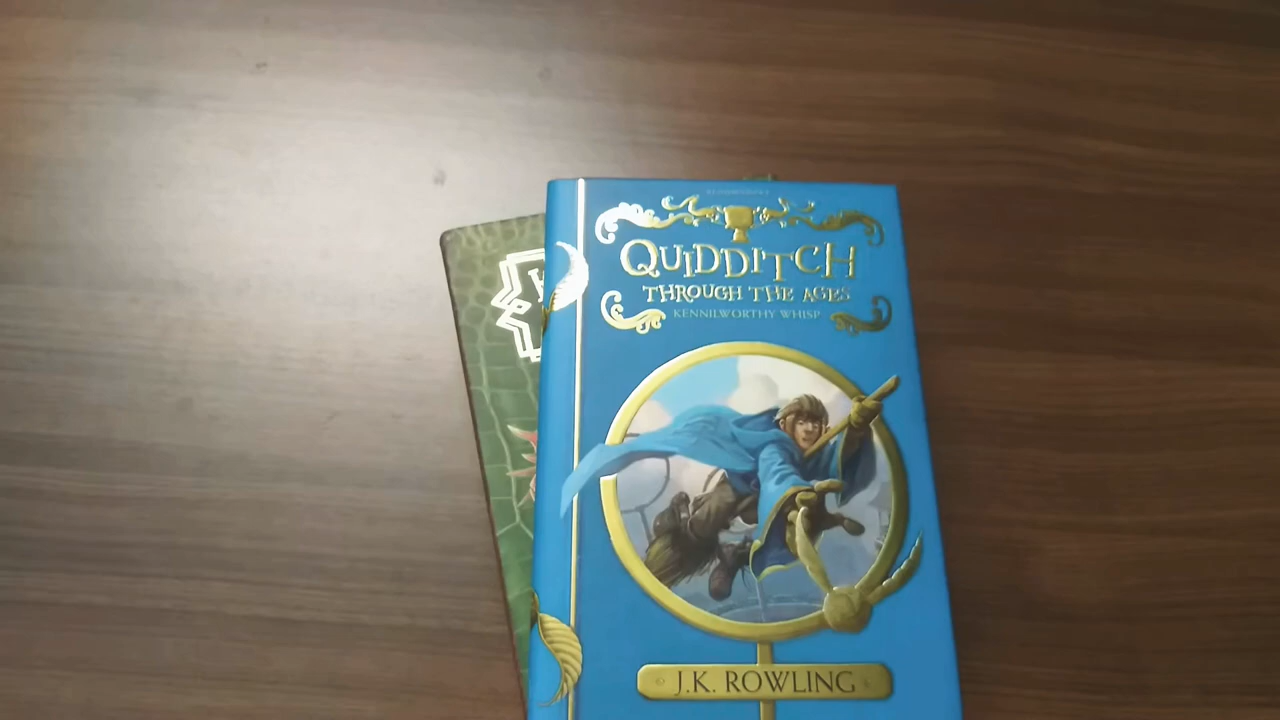 QUIDDITCH
THROUGH THE AGES
KENNILWORTHY WHISP
J.K. ROWLING